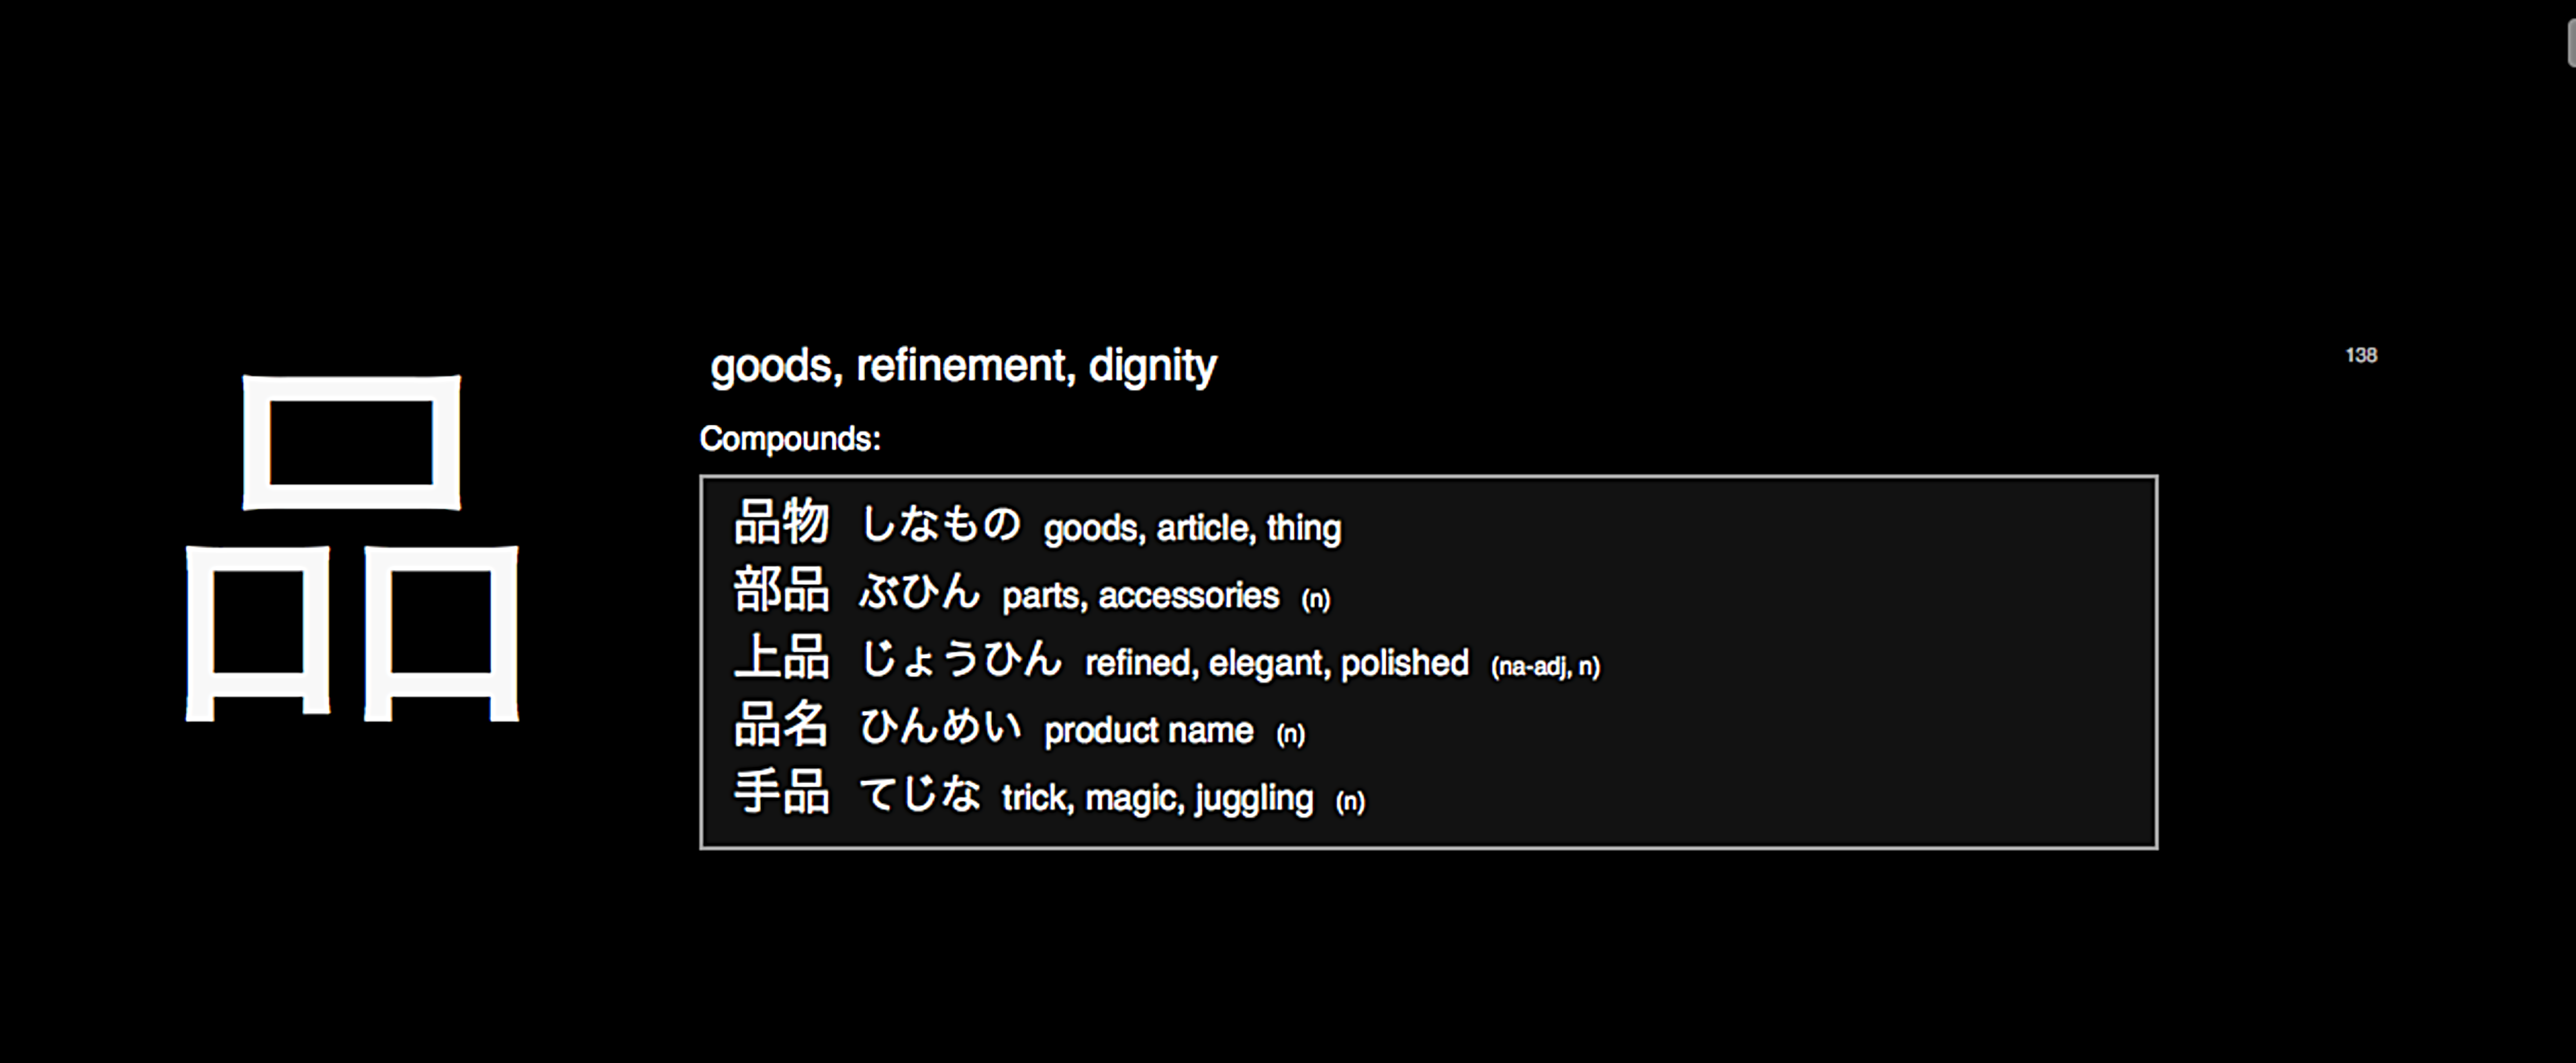 品
goods, refinement, dignity
138
Compounds:
品物 しなもの goods, article, thing
部品 ぶひん parts, accessories (n)
上品 じょうひん refined, elegant, polished (na-adj, n)
品名 ひんめい product name (n)
手品 てじな trick, magic, juggling (n)